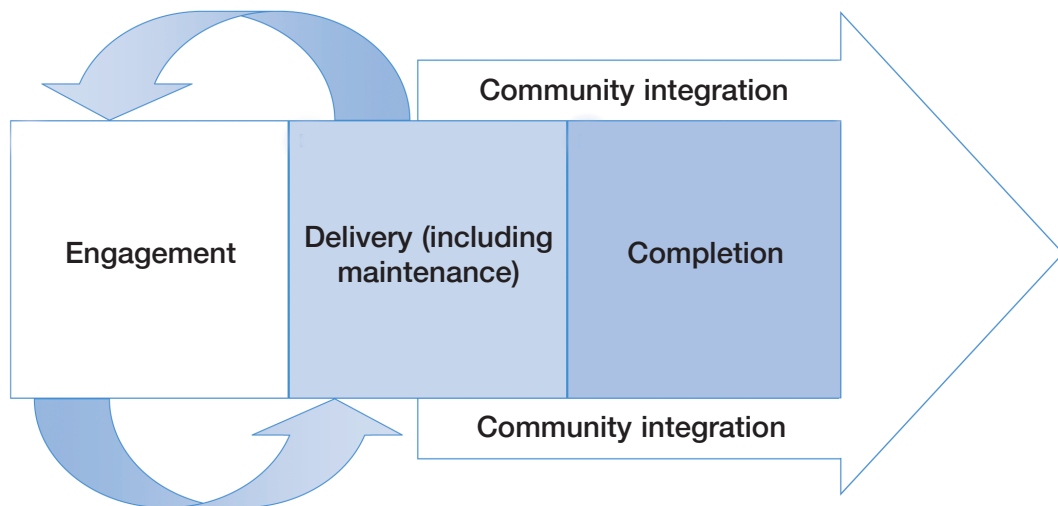 Community integration
Engagement
Delivery (including
maintenance)
Completion
Community integration